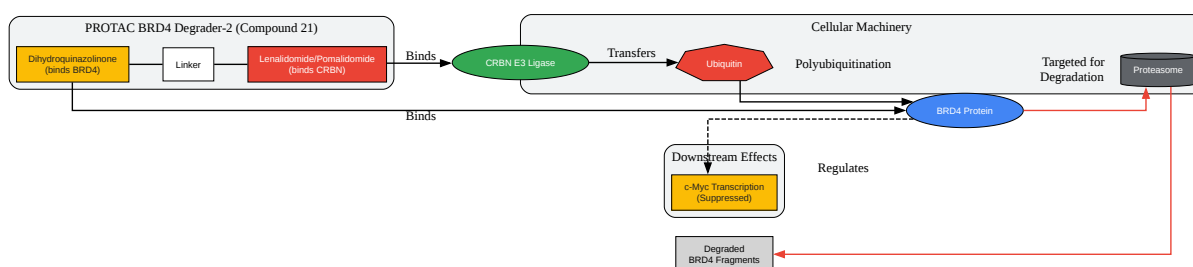 PROTAC BRD4 Degrader-2 (Compound 21)
Dihydroquinazolinone
(binds BRD4)
Linker
Lenalidomide/Pomalidomide
(binds CRBN)
Binds
Binds
Cellular Machinery
CRBN E3 Ligase
Transfers
Ubiquitin
Polyubiquitination
Targeted for
Degradation
Proteasome
BRD4 Protein
Downstream Effects
c-Myc Transcription
(Suppressed)
Regulates
Degraded
BRD4 Fragments